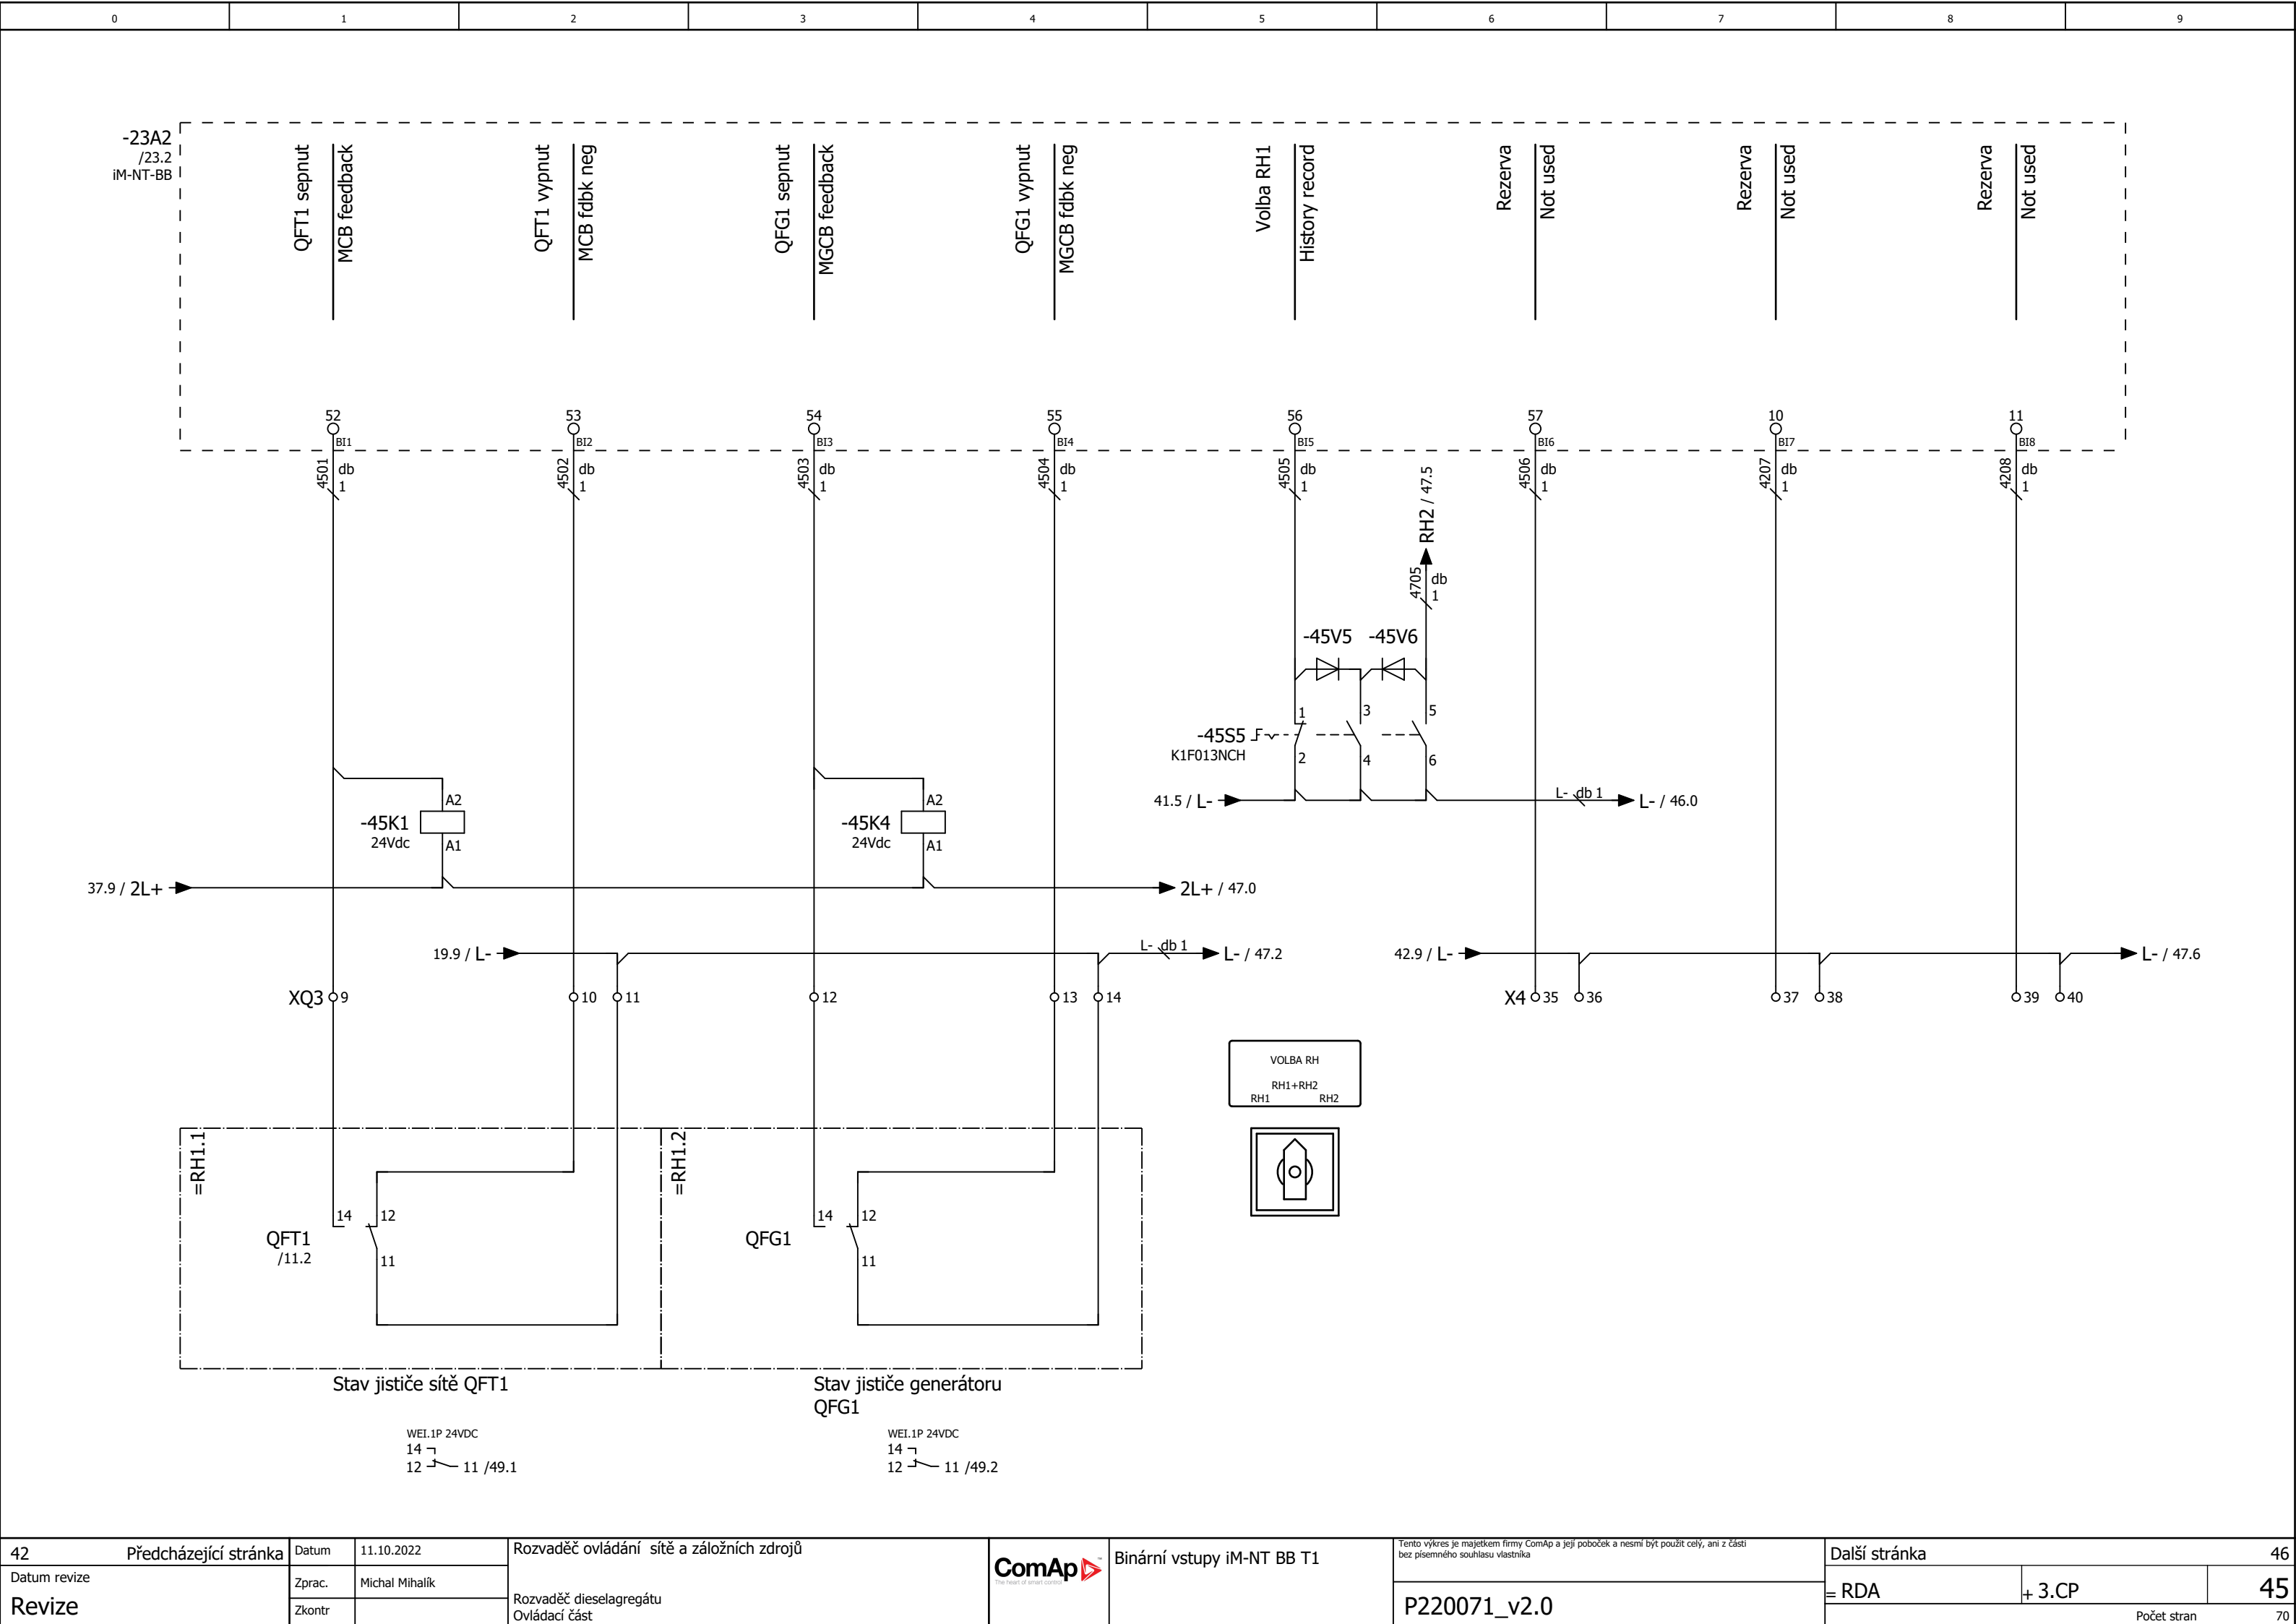 0 1 2 3 4 5 6 7 8 9
-23A2
/23.2
iM-NT-BB
QFT1 sepnut
MCB feedback
QFT1 vypnut
MCB fdbk neg
QFG1 sepnut
MGCB feedback
QFG1 vypnut
MGCB fdbk neg
Volba RH1
History record
Rezerva
Not used
Rezerva
Not used
Rezerva
Not used
52 53 54 55 56 57 10 11
BI1 BI2 BI3 BI4 BI5 BI6 BI7 BI8
4501 db 1
4502 db 1
4503 db 1
4504 db 1
4505 db 1
4506 db 1
4207 db 1
4208 db 1
RH2 / 47.5
4705 db 1
-45V5 -45V6
1 3 5
-45S5
K1F013NCH
2 4 6
41.5 / L-
L- db 1
L- / 46.0
A2
-45K1
24Vdc
A1
A2
-45K4
24Vdc
A1
37.9 / 2L+
2L+ / 47.0
19.9 / L-
L- db 1
L- / 47.2
42.9 / L-
L- / 47.6
XQ3 9 10 11 12 13 14
X4 35 36 37 38 39 40
VOLBA RH
RH1+RH2
RH1 RH2
=RH1.1
=RH1.2
14 12
QFT1
/11.2
11
14 12
QFG1
11
Stav jističe sítě QFT1
Stav jističe generátoru
QFG1
WEI.1P 24VDC
14
12 11 /49.1
WEI.1P 24VDC
14
12 11 /49.2
42 Předcházející stránka
Datum revize
Revize
Datum 11.10.2022
Zprac. Michal Mihalík
Zkontr
Rozvaděč ovládání sítě a záložních zdrojů
Rozvaděč dieselagregátu
Ovládací část
ComAp
The heart of smart control
Binární vstupy iM-NT BB T1
Tento výkres je majetkem firmy ComAp a její poboček a nesmí být použit celý, ani z části
bez písemného souhlasu vlastníka
P220071_v2.0
Další stránka 46
= RDA + 3.CP 45
Počet stran 70